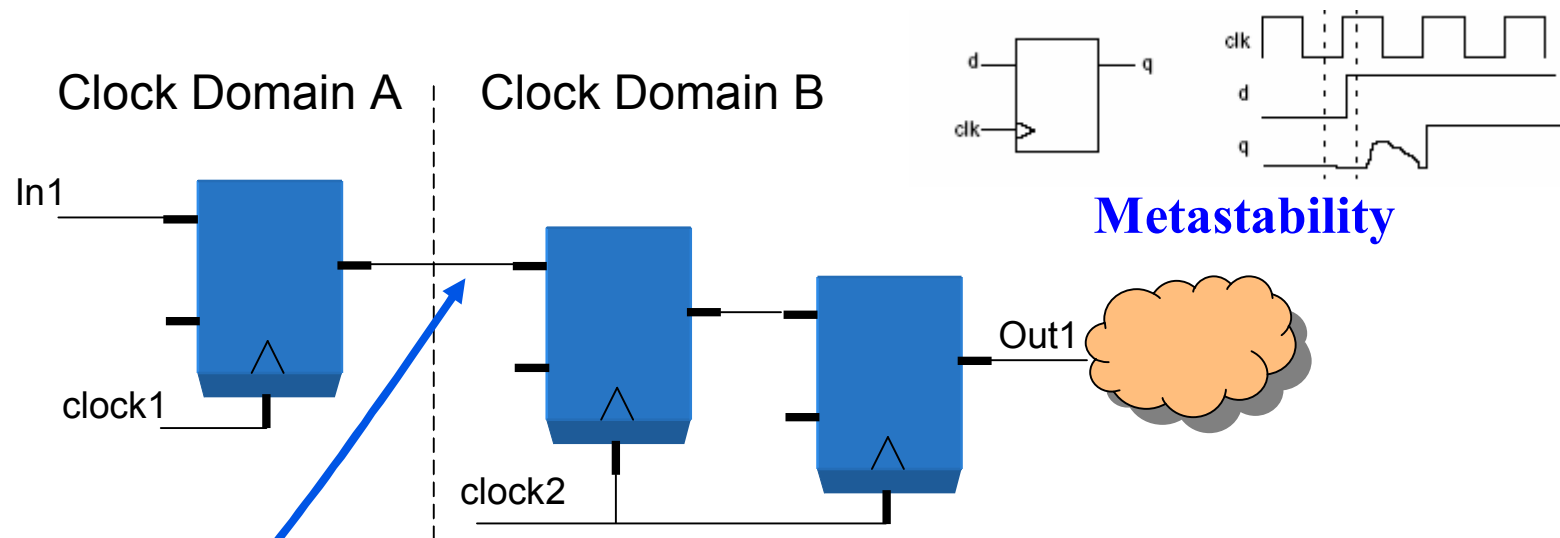 Clock Domain A
Clock Domain B
In1
clock1
clock2
Out1
d
q
clk
clk
d
q
Metastability